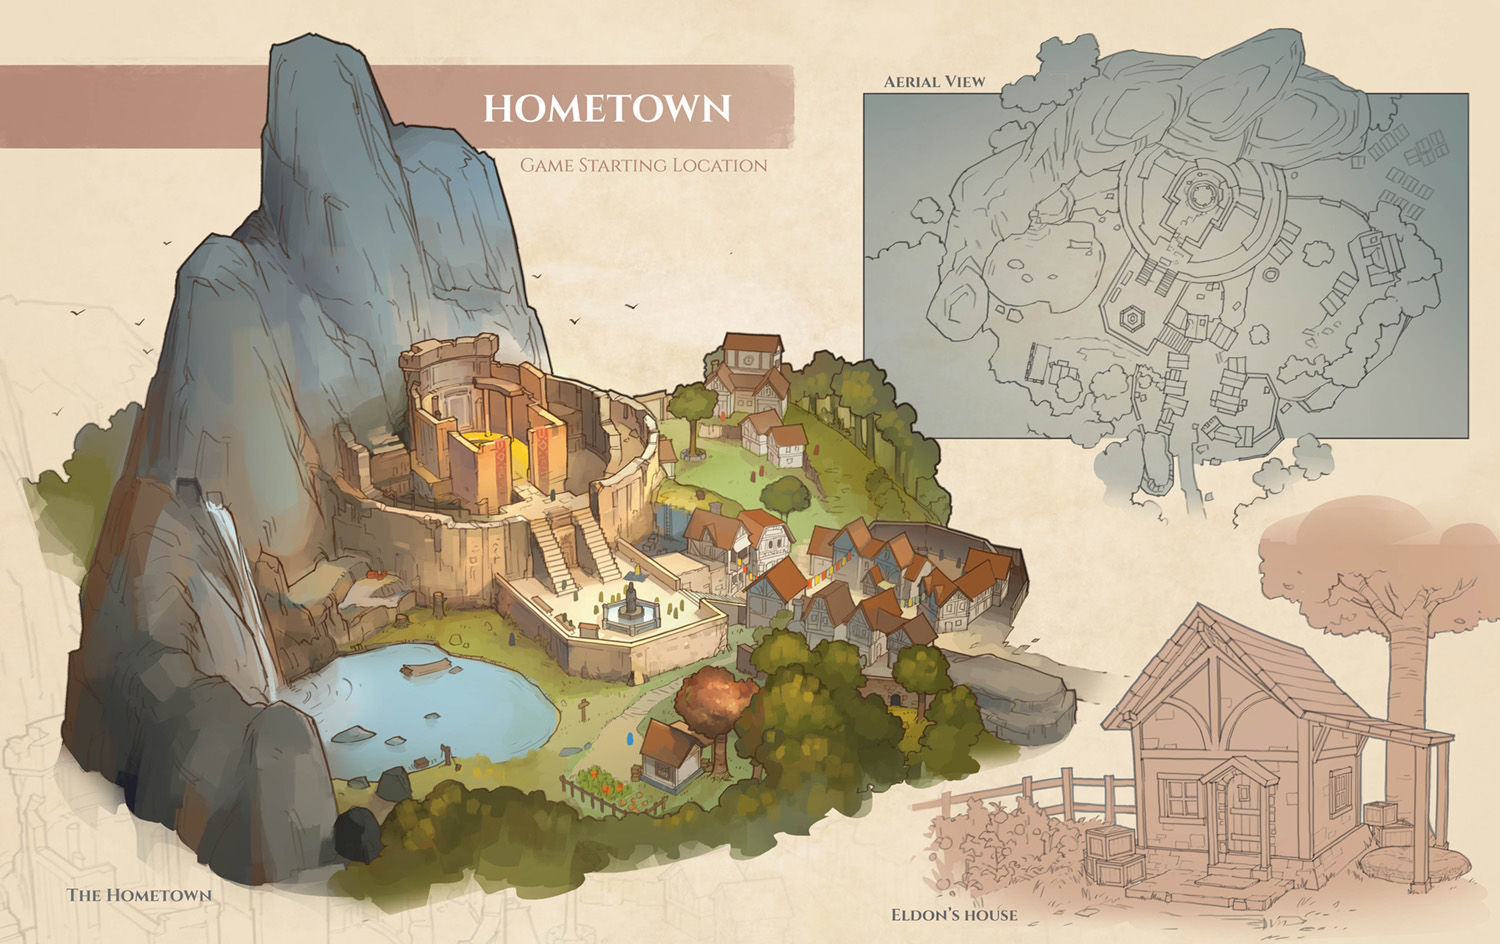 HOMETOWN
GAME STARTING LOCATION
AERIAL VIEW
THE HOMETOWN
ELDON'S HOUSE